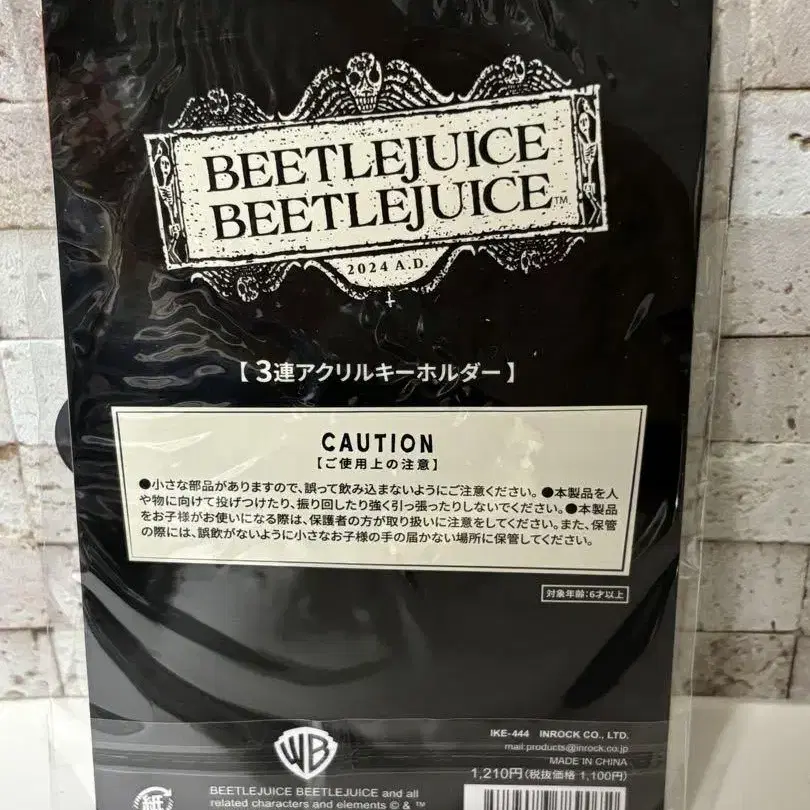 BEETLEJUICE
BEETLEJUICE™
2024 A.D
【3連アクリルキーホルダー】
CAUTION
【ご使用上の注意】
●小さな部品がありますので、誤って飲み込まないようにご注意ください。●本製品を人
や物に向けて投げつけたり、振り回したり強く引っ張ったりしないでください。●本製品
をお子様がお使いになる際は、保護者の方が取り扱いに注意をしてください。また、保管
の際には、誤飲がないように小さなお子様の手の届かない場所に保管してください。
対象年齢:6才以上
WB
IKE-444 INROCK CO., LTD.
mail:products@inrock.co.jp
MADE IN CHINA
1,210円(税抜価格 1,100円)
BEETLEJUICE BEETLEJUICE and all
related characters and elements © & ™
紙